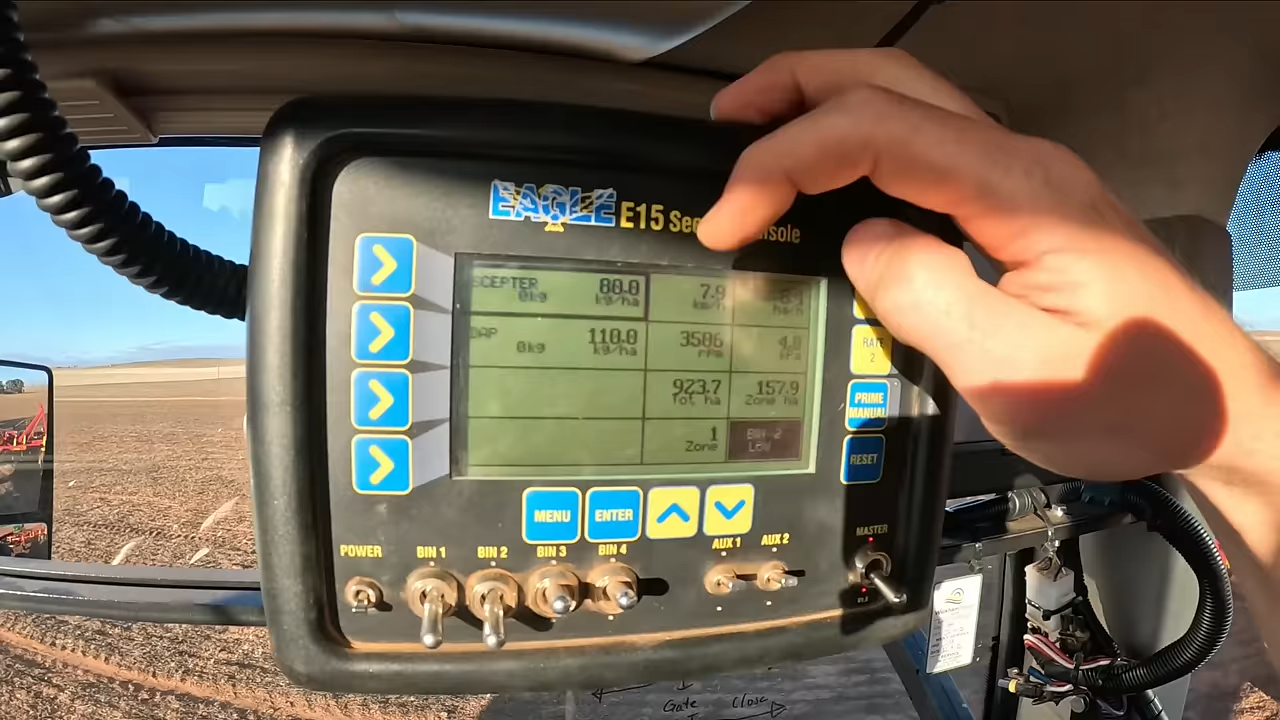 EAGLE E15
SCEPTER 80.0 7.9
0kg kg/ha km/h ha/h
DAP 110.0 3506 4.0
0kg kg/ha rpm kPa
923.7 157.9
Tot ha Zone ha
1 BIN 2
Zone LOW
RATE
2
PRIME
MANUAL
RESET
MENU ENTER
POWER BIN 1 BIN 2 BIN 3 BIN 4 AUX 1 AUX 2 MASTER
Gate Close